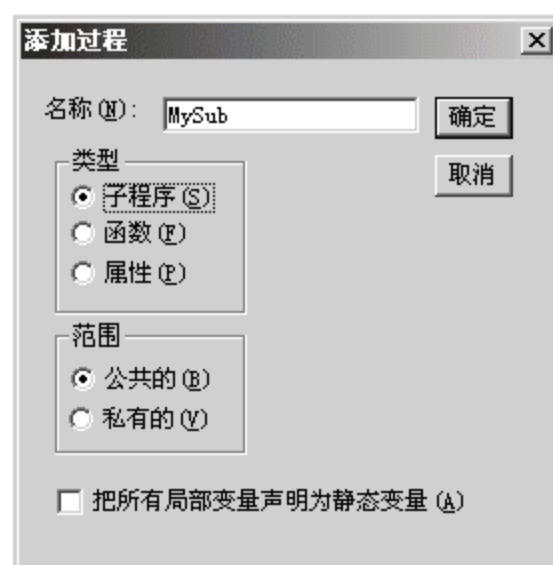 添加过程
名称(N): MySub
确定
类型
取消
子程序(S)
函数(F)
属性(P)
范围
公共的(B)
私有的(V)
把所有局部变量声明为静态变量(A)